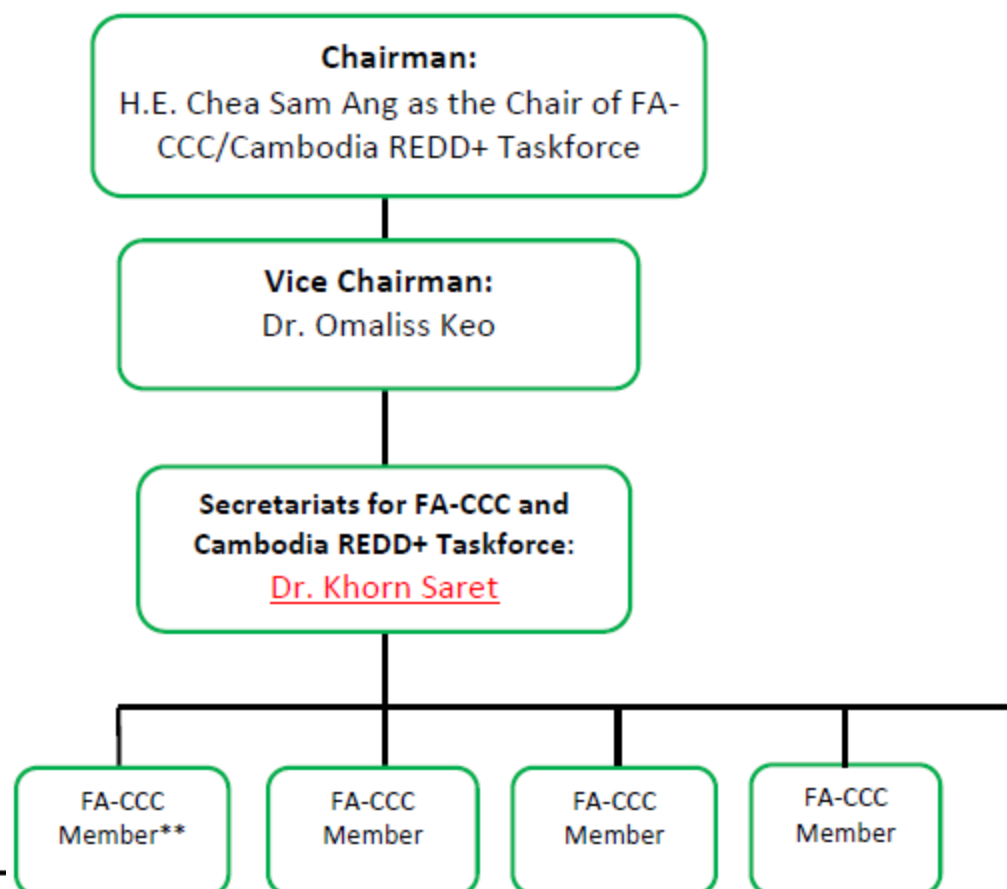 Chairman:
H.E. Chea Sam Ang as the Chair of FA-
CCC/Cambodia REDD+ Taskforce
Vice Chairman:
Dr. Omaliss Keo
Secretariats for FA-CCC and
Cambodia REDD+ Taskforce:
Dr. Khorn Saret
FA-CCC
Member**
FA-CCC
Member
FA-CCC
Member
FA-CCC
Member